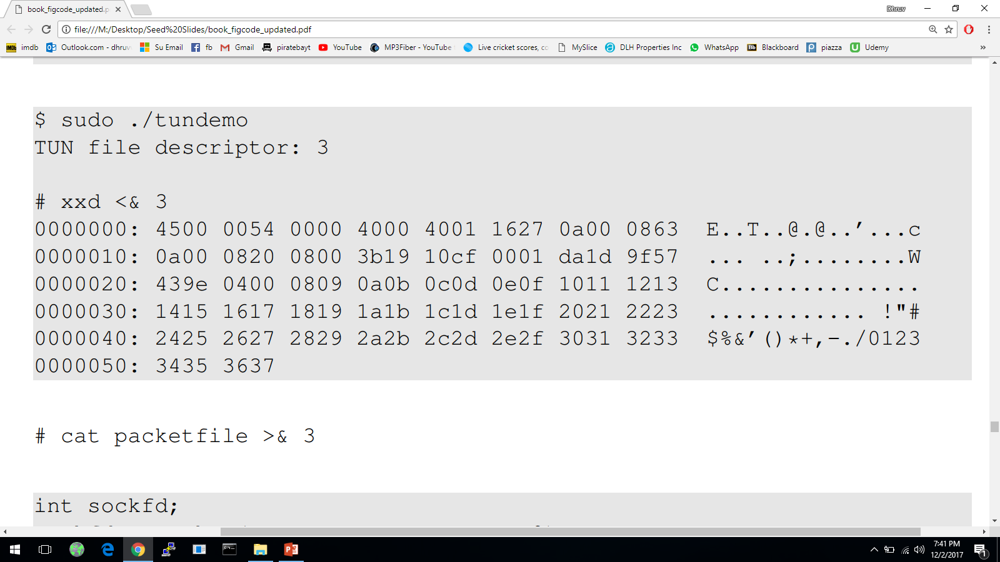 book_figcode_updated.p
Dhruv
file:///M:/Desktop/Seed%20Slides/book_figcode_updated.pdf
imdb Outlook.com - dhruv Su Email fb Gmail piratebayt YouTube MP3Fiber - YouTube Live cricket scores, co MySlice DLH Properties Inc WhatsApp Blackboard piazza Udemy »
$ sudo ./tundemo
TUN file descriptor: 3
# xxd <& 3
0000000: 4500 0054 0000 4000 4001 1627 0a00 0863 E..T..@.@..’...c
0000010: 0a00 0820 0800 3b19 10cf 0001 da1d 9f57 ... ..;........W
0000020: 439e 0400 0809 0a0b 0c0d 0e0f 1011 1213 C...............
0000030: 1415 1617 1819 1a1b 1c1d 1e1f 2021 2223 ............ !"#
0000040: 2425 2627 2829 2a2b 2c2d 2e2f 3031 3233 $%&’()*+,-./0123
0000050: 3435 3637
# cat packetfile >& 3
int sockfd;
7:41 PM
12/2/2017
1